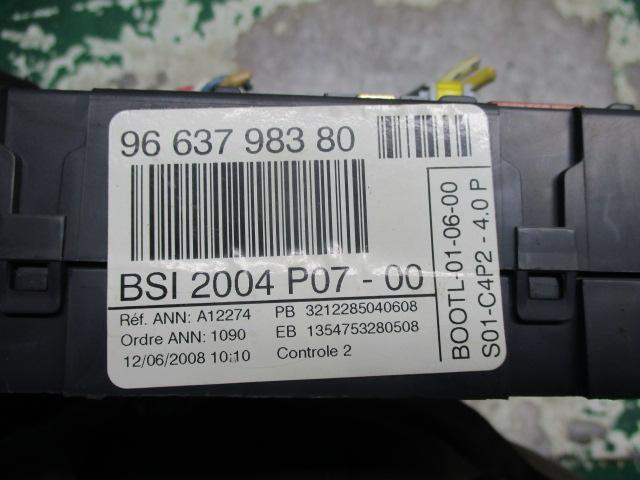 96 637 983 80
BSI 2004 P07 - 00
Réf. ANN: A12274 PB 3212285040608
Ordre ANN: 1090 EB 1354753280508
12/06/2008 10:10 Controle 2
BOOTL-01-06-00
S01-C4P2 - 4.0 P